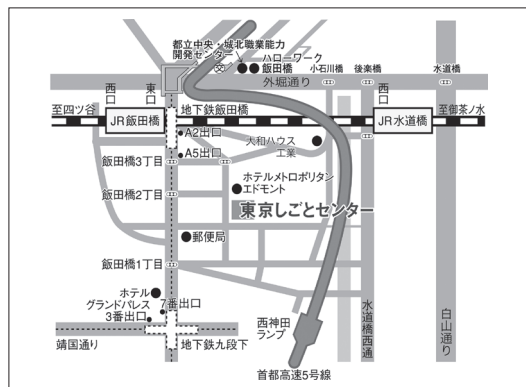 都立中央・城北職業能力
開発センター
ハローワーク
飯田橋
小石川橋
後楽橋
水道橋
外堀通り
西口
東口
西口
至四ツ谷
地下鉄飯田橋
至御茶ノ水
JR飯田橋
JR水道橋
A2出口
大和ハウス
工業
A5出口
飯田橋3丁目
ホテルメトロポリタン
エドモント
飯田橋2丁目
東京しごとセンター
郵便局
飯田橋1丁目
ホテル
グランドパレス
7番出口
3番出口
西神田
ランプ
水道橋西通
白山通り
靖国通り
地下鉄九段下
首都高速5号線